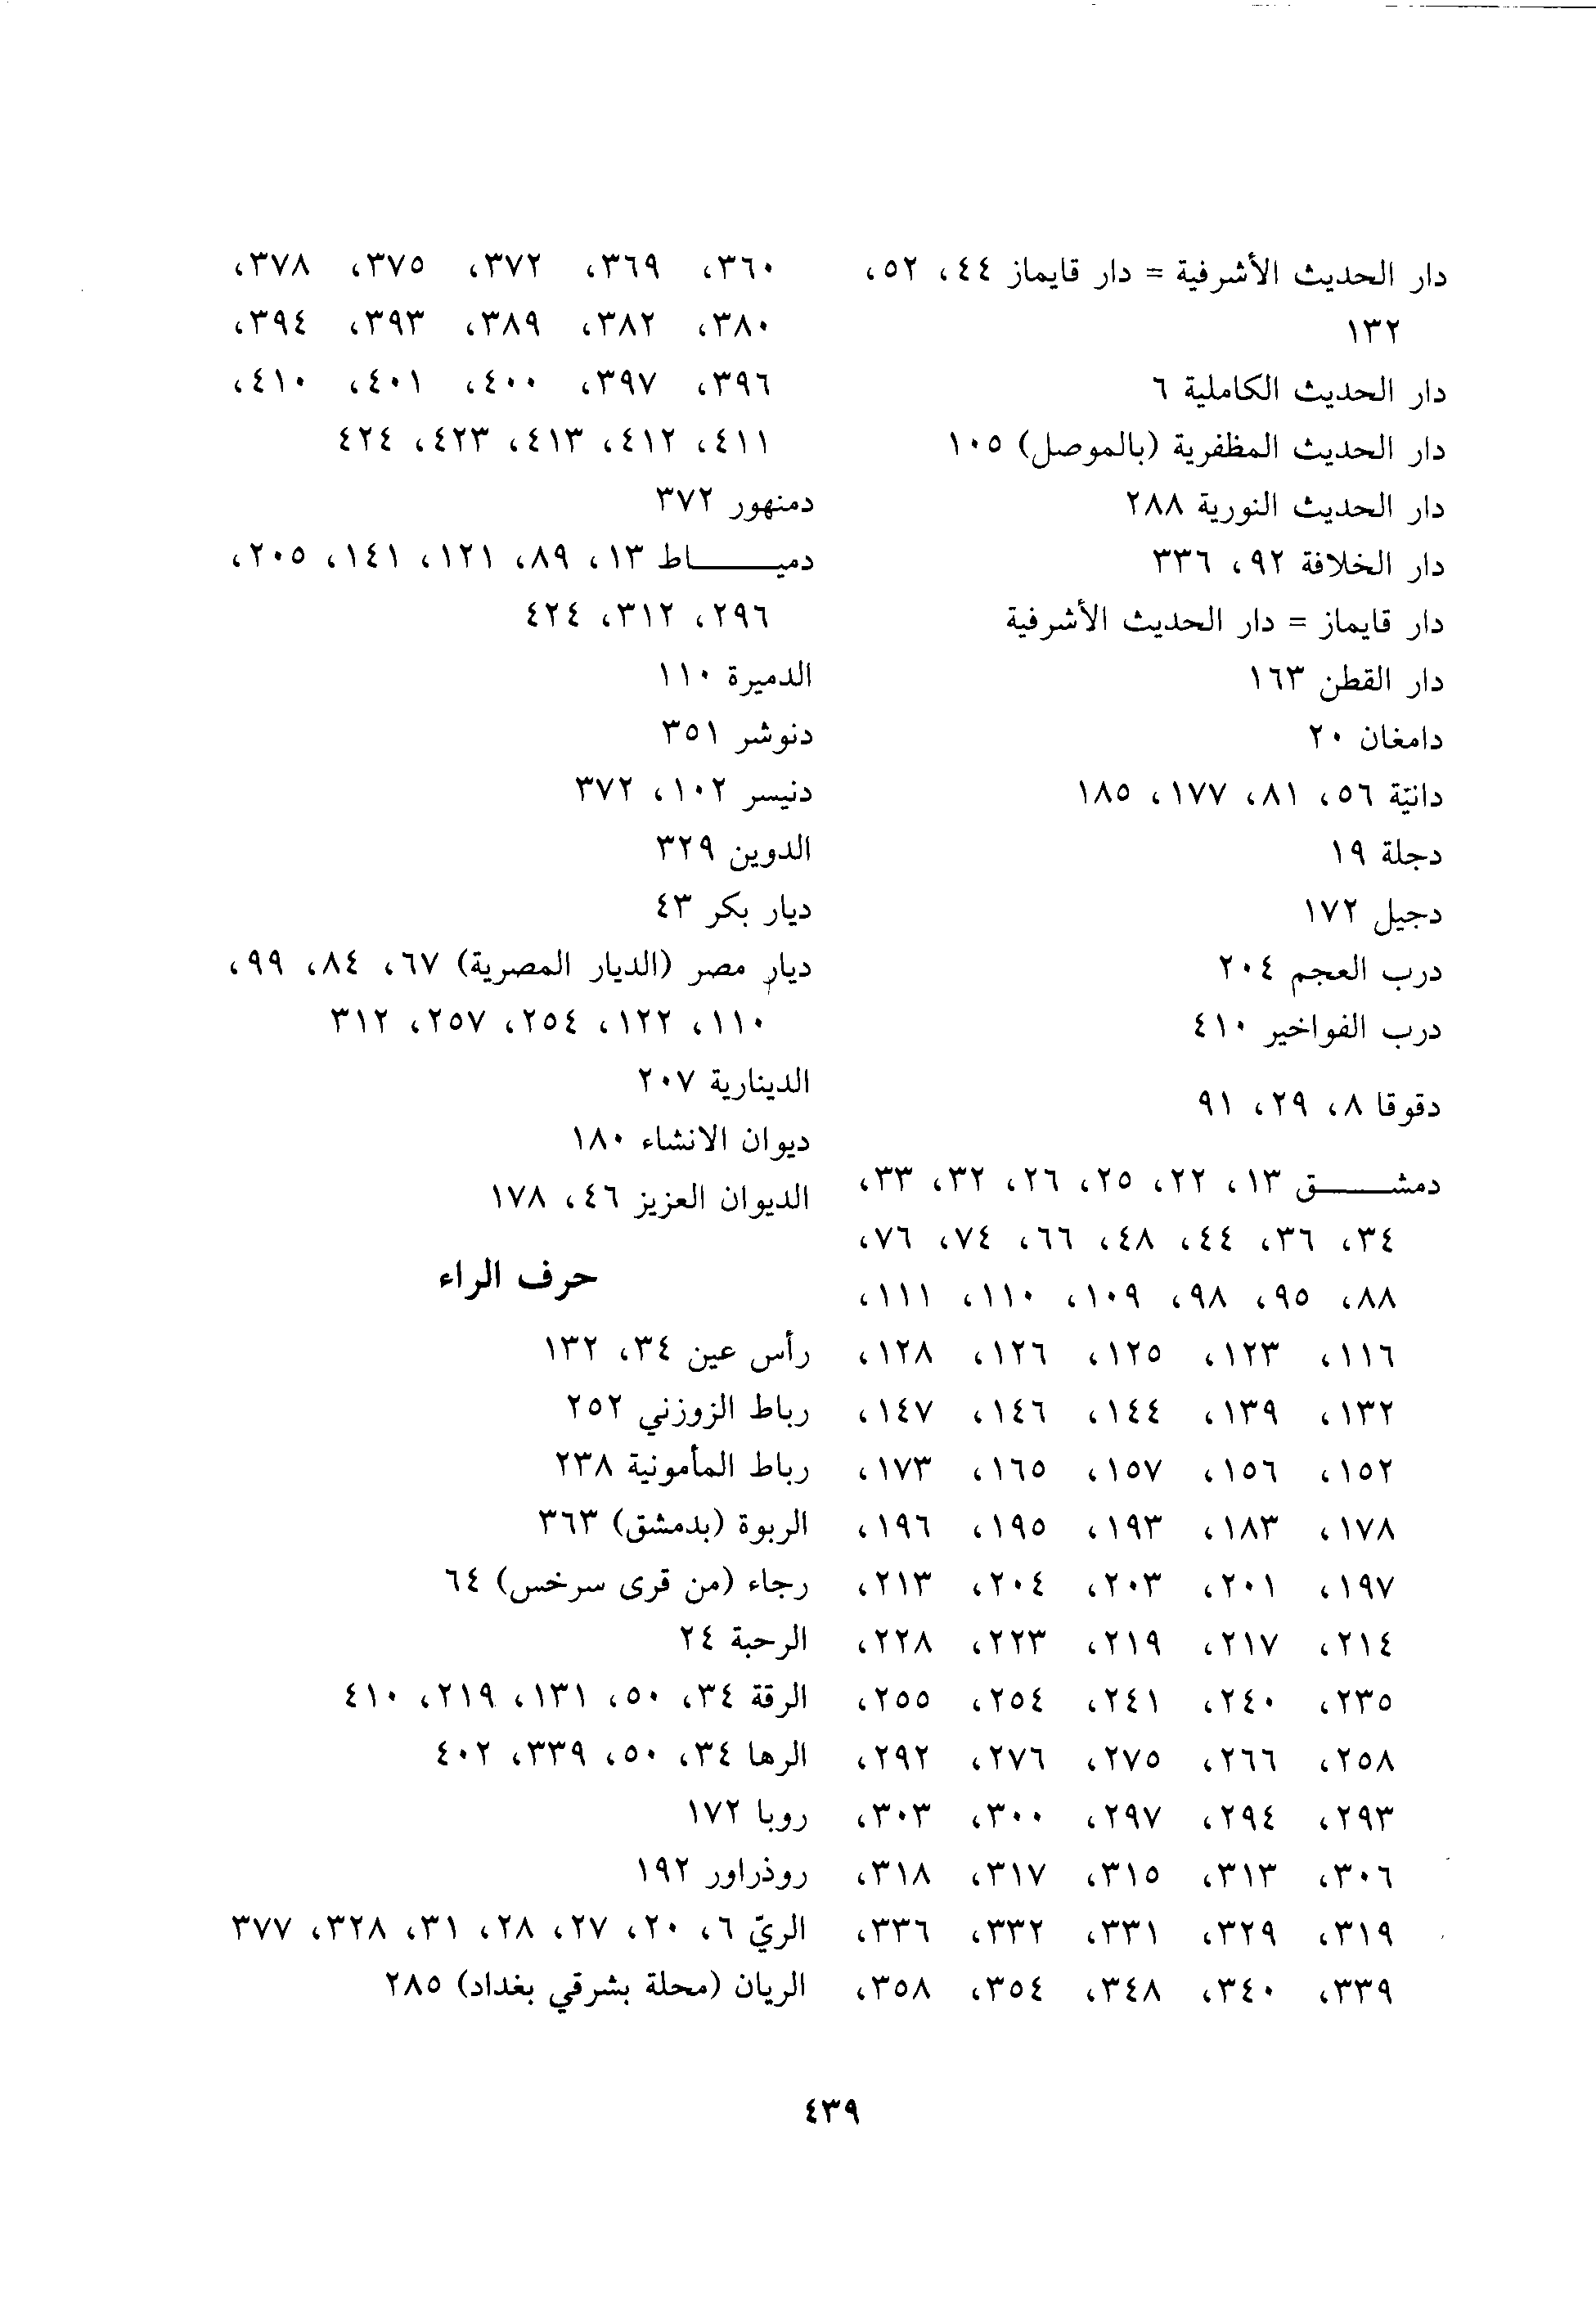 دار الحديث الأشرفية = دار قايماز ٤٤، ٥٢،
١٣٢
دار الحديث الكاملية ٦
دار الحديث المظفرية (بالموصل) ١٠٥
دار الحديث النورية ٢٨٨
دار الخلافة ٩٢، ٣٣٦
دار قايماز = دار الحديث الأشرفية
دار القطن ١٦٣
دامغان ٢٠
دانيّة ٥٦، ٨١، ١٧٧، ١٨٥
دجلة ١٩
دجيل ١٧٢
درب العجم ٢٠٤
درب الفواخير ٤١٠
دقوقا ٨، ٢٩، ٩١
دمشـــــق ١٣، ٢٢، ٢٥، ٢٦، ٣٢، ٣٣،
٣٤، ٣٦، ٤٤، ٤٨، ٦٦، ٧٤، ٧٦،
٨٨، ٩٥، ٩٨، ١٠٩، ١١٠، ١١١،
١١٦، ١٢٣، ١٢٥، ١٢٦، ١٢٨،
١٣٢، ١٣٩، ١٤٤، ١٤٦، ١٤٧،
١٥٢، ١٥٦، ١٥٧، ١٦٥، ١٧٣،
١٧٨، ١٨٣، ١٩٣، ١٩٥، ١٩٦،
١٩٧، ٢٠١، ٢٠٣، ٢٠٤، ٢١٣،
٢١٤، ٢١٧، ٢١٩، ٢٢٣، ٢٢٨،
٢٣٥، ٢٤٠، ٢٤١، ٢٥٤، ٢٥٥،
٢٥٨، ٢٦٦، ٢٧٥، ٢٧٦، ٢٩٢،
٢٩٣، ٢٩٤، ٢٩٧، ٣٠٠، ٣٠٣،
٣٠٦، ٣١٣، ٣١٥، ٣١٧، ٣١٨،
٣١٩، ٣٢٩، ٣٣١، ٣٣٢، ٣٣٦،
٣٣٩، ٣٤٠، ٣٤٨، ٣٥٤، ٣٥٨،
٣٦٠، ٣٦٩، ٣٧٢، ٣٧٥، ٣٧٨،
٣٨٠، ٣٨٢، ٣٨٩، ٣٩٣، ٣٩٤،
٣٩٦، ٣٩٧، ٤٠٠، ٤٠١، ٤١٠،
٤١١، ٤١٢، ٤١٣، ٤٢٣، ٤٢٤
دمنهور ٣٧٢
دميـــــاط ١٣، ٨٩، ١٢١، ١٤١، ٢٠٥،
٢٩٦، ٣١٢، ٤٢٤
الدميرة ١١٠
دنوشر ٣٥١
دنيسر ١٠٢، ٣٧٢
الدوين ٣٢٩
ديار بكر ٤٣
ديار مصر (الديار المصرية) ٦٧، ٨٤، ٩٩،
١١٠، ١٢٢، ٢٥٤، ٢٥٧، ٣١٢
الدينارية ٢٠٧
ديوان الانشاء ١٨٠
الديوان العزيز ٤٦، ١٧٨
حرف الراء
رأس عين ٣٤، ١٣٢
رباط الزوزني ٢٥٢
رباط المأمونية ٢٣٨
الربوة (بدمشق) ٣٦٣
رجاء (من قرى سرخس) ٦٤
الرحبة ٢٤
الرقة ٣٤، ٥٠، ١٣١، ٢١٩، ٤١٠
الرها ٣٤، ٥٠، ٣٣٩، ٤٠٢
روبا ١٧٢
روذراور ١٩٢
الريّ ٦، ٢٠، ٢٧، ٢٨، ٣١، ٣٢٨، ٣٧٧
الريان (محلة بشرقي بغداد) ٢٨٥
٤٣٩